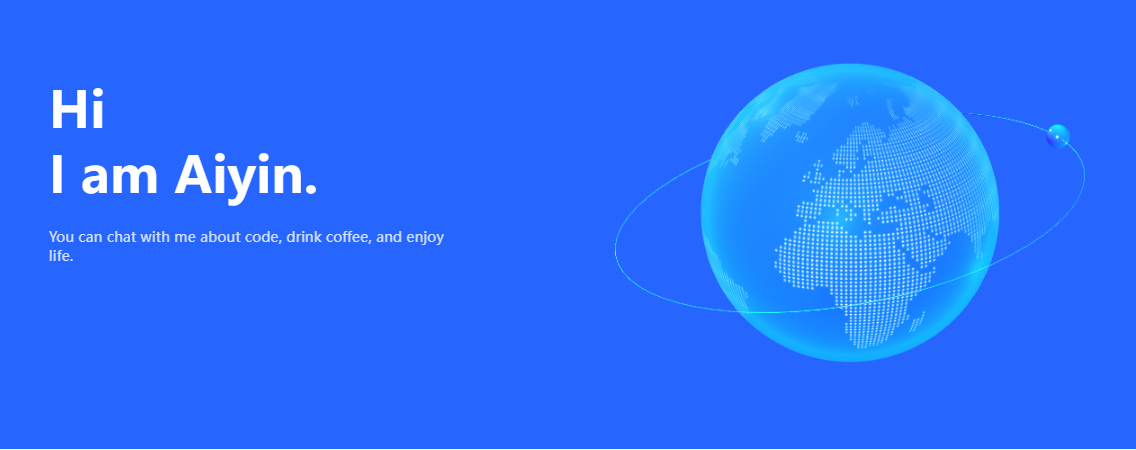 Hi
I am Aiyin.
You can chat with me about code, drink coffee, and enjoy
life.